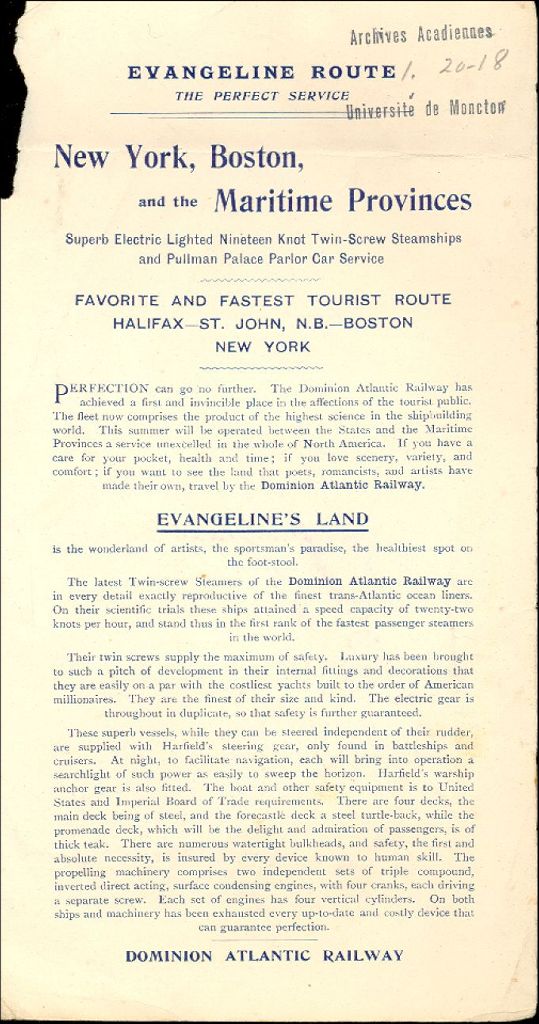 Archives Acadiennes
EVANGELINE ROUTE 1. 20-18
THE PERFECT SERVICE
Université de Moncton
New York, Boston,
and the Maritime Provinces
Superb Electric Lighted Nineteen Knot Twin-Screw Steamships
and Pullman Palace Parlor Car Service
FAVORITE AND FASTEST TOURIST ROUTE
HALIFAX—ST. JOHN, N.B.—BOSTON
NEW YORK
PERFECTION can go no further. The Dominion Atlantic Railway has
achieved a first and invincible place in the affections of the tourist public.
The fleet now comprises the product of the highest science in the shipbuilding
world. This summer will be operated between the States and the Maritime
Provinces a service unexcelled in the whole of North America. If you have a
care for your pocket, health and time; if you love scenery, variety, and
comfort; if you want to see the land that poets, romancists, and artists have
made their own, travel by the Dominion Atlantic Railway.
EVANGELINE'S LAND
is the wonderland of artists, the sportsman's paradise, the healthiest spot on
the foot-stool.
The latest Twin-screw Steamers of the Dominion Atlantic Railway are
in every detail exactly reproductive of the finest trans-Atlantic ocean liners.
On their scientific trials these ships attained a speed capacity of twenty-two
knots per hour, and stand thus in the first rank of the fastest passenger steamers
in the world.
Their twin screws supply the maximum of safety. Luxury has been brought
to such a pitch of development in their internal fittings and decorations that
they are easily on a par with the costliest yachts built to the order of American
millionaires. They are the finest of their size and kind. The electric gear is
throughout in duplicate, so that safety is further guaranteed.
These superb vessels, while they can be steered independent of their rudder,
are supplied with Harfield's steering gear, only found in battleships and
cruisers. At night, to facilitate navigation, each will bring into operation a
searchlight of such power as easily to sweep the horizon. Harfield's warship
anchor gear is also fitted. The boat and other safety equipment is to United
States and Imperial Board of Trade requirements. There are four decks, the
main deck being of steel, and the forecastle deck a steel turtle-back, while the
promenade deck, which will be the delight and admiration of passengers, is of
thick teak. There are numerous watertight bulkheads, and safety, the first and
absolute necessity, is insured by every device known to human skill. The
propelling machinery comprises two independent sets of triple compound,
inverted direct acting, surface condensing engines, with four cranks, each driving
a separate screw. Each set of engines has four vertical cylinders. On both
ships and machinery has been exhausted every up-to-date and costly device that
can guarantee perfection.
DOMINION ATLANTIC RAILWAY